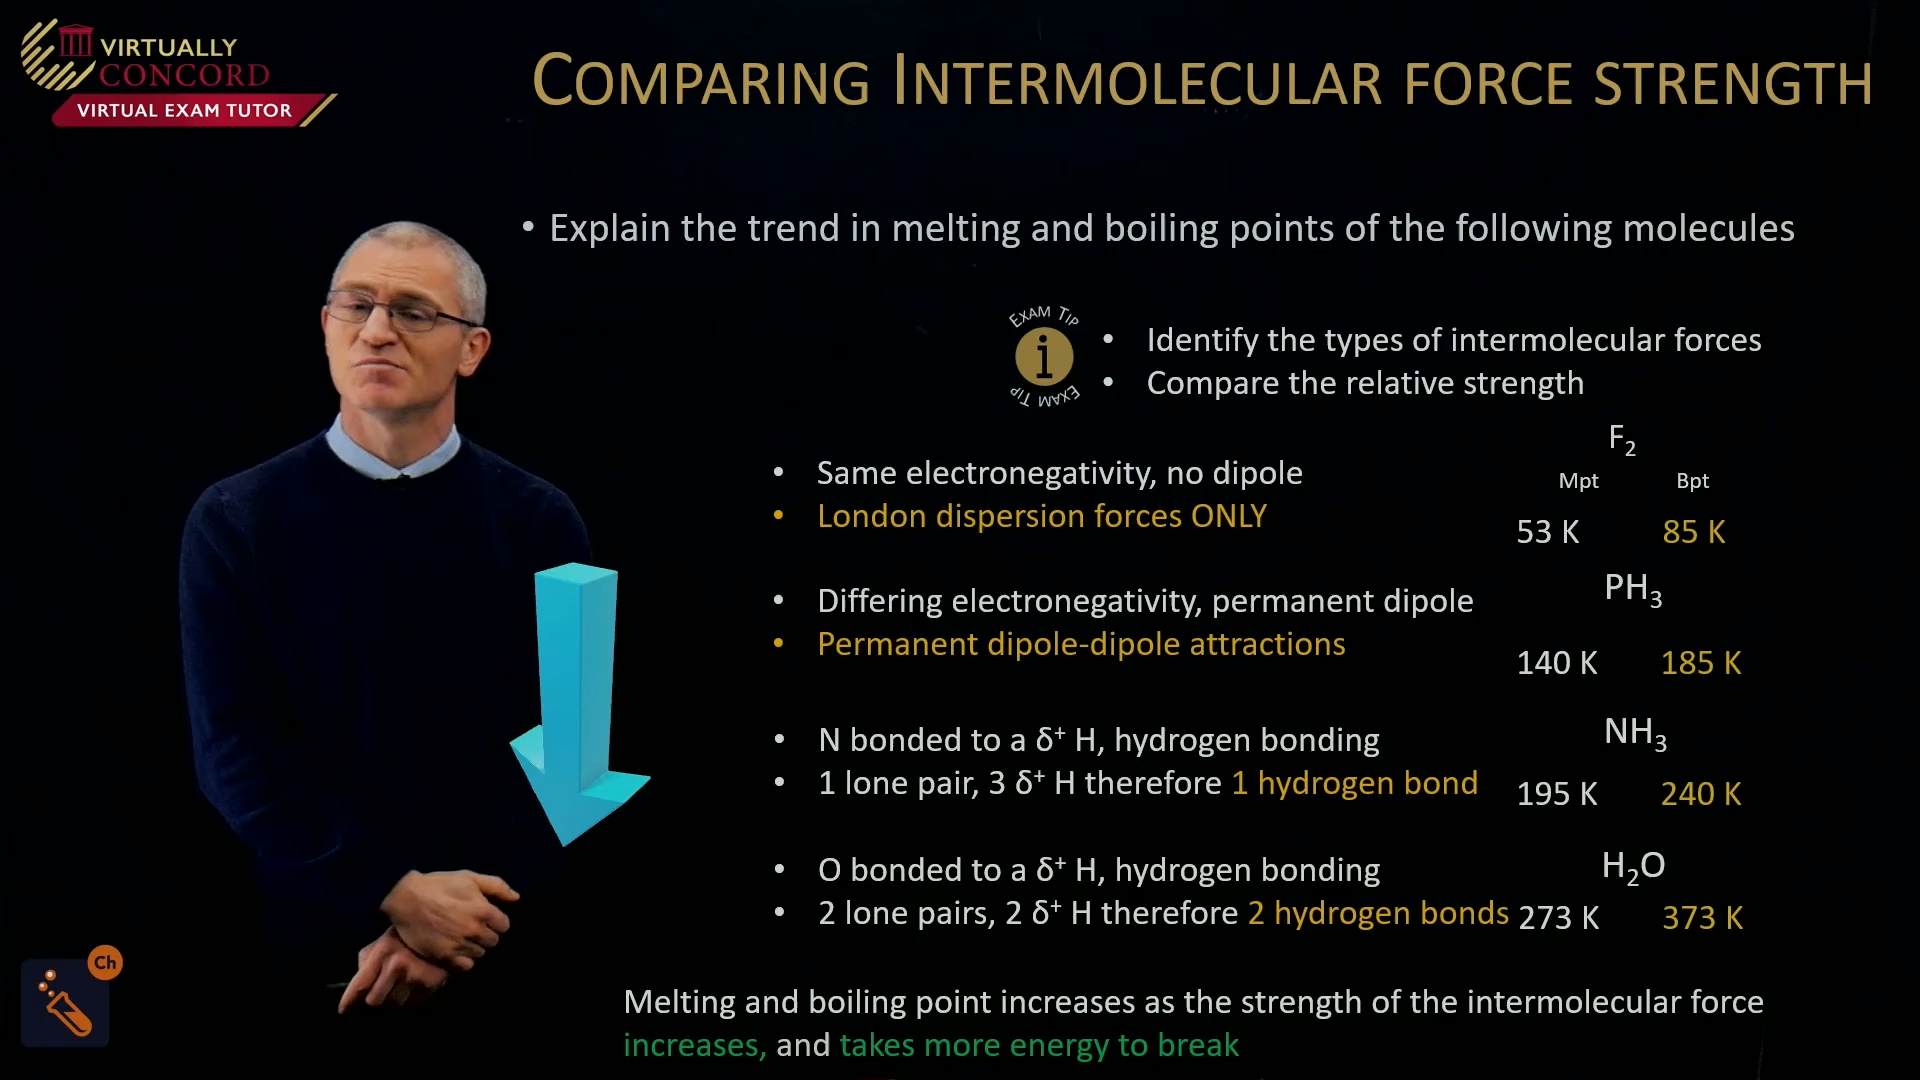 VIRTUALLY
CONCORD
VIRTUAL EXAM TUTOR
COMPARING INTERMOLECULAR FORCE STRENGTH
• Explain the trend in melting and boiling points of the following molecules
EXAM TIP
i
EXAM TIP
• Identify the types of intermolecular forces
• Compare the relative strength
F₂
• Same electronegativity, no dipole
Mpt Bpt
• London dispersion forces ONLY
53 K 85 K
PH₃
• Differing electronegativity, permanent dipole
• Permanent dipole-dipole attractions
140 K 185 K
NH₃
• N bonded to a δ⁺ H, hydrogen bonding
• 1 lone pair, 3 δ⁺ H therefore 1 hydrogen bond
195 K 240 K
H₂O
• O bonded to a δ⁺ H, hydrogen bonding
• 2 lone pairs, 2 δ⁺ H therefore 2 hydrogen bonds
273 K 373 K
Ch
Melting and boiling point increases as the strength of the intermolecular force
increases, and takes more energy to break